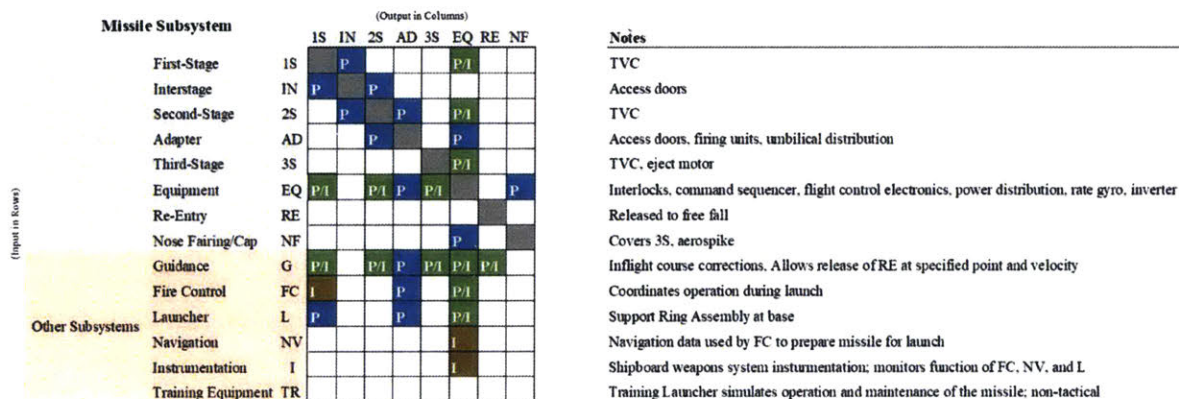 (Output in Columns)
Missile Subsystem
1S IN 2S AD 3S EQ RE NF
Notes
(Input in Rows)
First-Stage 1S P P/I TVC
Interstage IN P P Access doors
Second-Stage 2S P P P/I TVC
Adapter AD P P Access doors, firing units, umbilical distribution
Third-Stage 3S P/I TVC, eject motor
Equipment EQ P/I P/I P P/I P Interlocks, command sequencer, flight control electronics, power distribution, rate gyro, inverter
Re-Entry RE Released to free fall
Nose Fairing/Cap NF P Covers 3S, aerospike
Guidance G P/I P/I P P/I P/I P/I Inflight course corrections, Allows release of RE at specified point and velocity
Fire Control FC I P P/I Coordinates operation during launch
Other Subsystems Launcher L P P P/I Support Ring Assembly at base
Navigation NV I Navigation data used by FC to prepare missile for launch
Instrumentation I I Shipboard weapons system insturmentation; monitors function of FC, NV, and L
Training Equipment TR Training Launcher simulates operation and maintenance of the missile; non-tactical